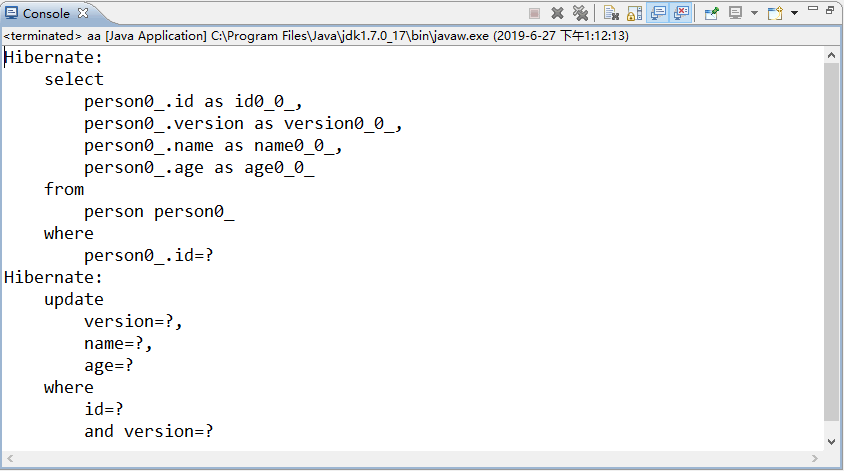 Console
<terminated> aa [Java Application] C:\Program Files\Java\jdk1.7.0_17\bin\javaw.exe (2019-6-27 下午1:12:13)
Hibernate:
    select
        person0_.id as id0_0_,
        person0_.version as version0_0_,
        person0_.name as name0_0_,
        person0_.age as age0_0_
    from
        person person0_
    where
        person0_.id=?
Hibernate:
    update
        version=?,
        name=?,
        age=?
    where
        id=?
        and version=?